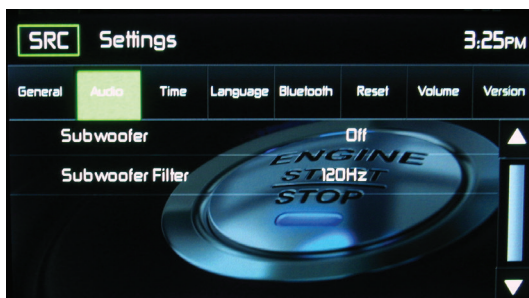 SRC Settings 3:25PM
General Audio Time Language Bluetooth Reset Volume Version
Subwoofer Off
Subwoofer Filter 120Hz
ENGINE
START
STOP